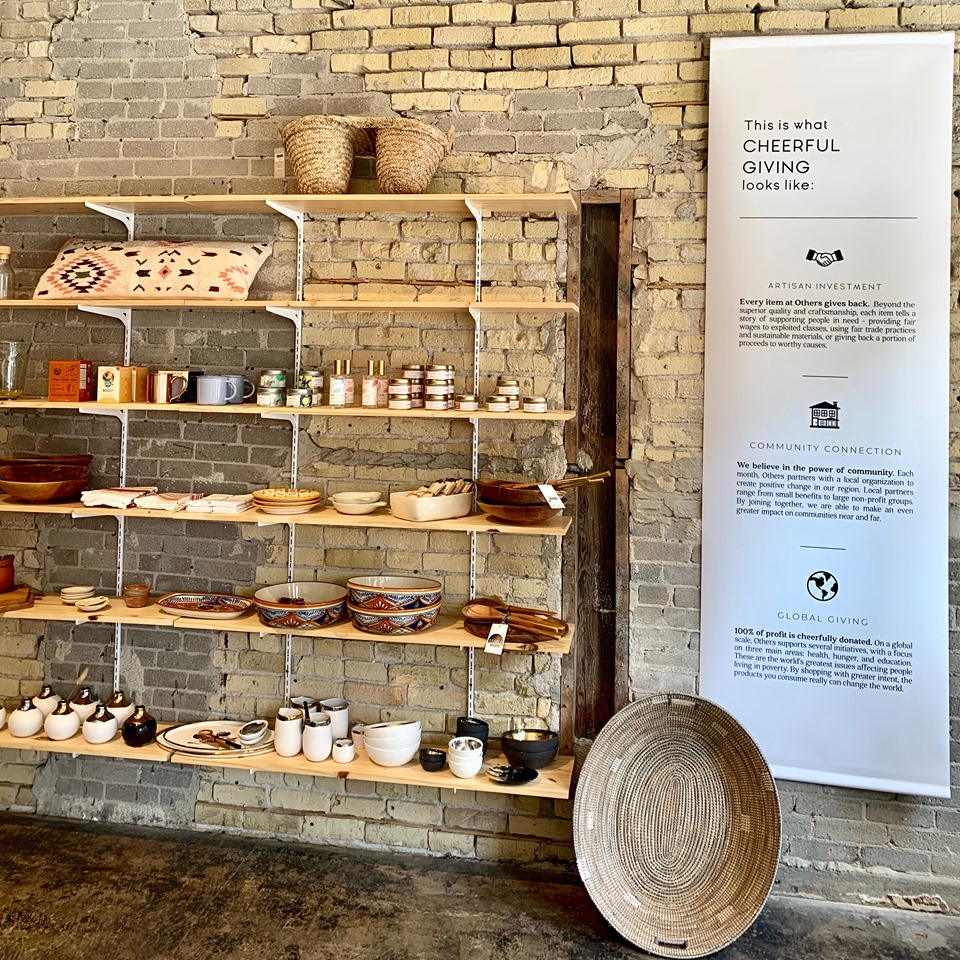 This is what
CHEERFUL
GIVING
looks like:
ARTISAN INVESTMENT
Every item at Others gives back. Beyond the
superior quality and craftsmanship, each item tells a
story of supporting people in need - providing fair
wages to exploited classes, using fair trade practices
and sustainable materials, or giving back a portion of
proceeds to worthy causes.
COMMUNITY CONNECTION
We believe in the power of community. Each
month, Others partners with a local organization to
create positive change in our region. Local partners
range from small benefits to large non-profit groups.
By joining together, we are able to make an even
greater impact on communities near and far.
GLOBAL GIVING
100% of profit is cheerfully donated. On a global
scale, Others supports several initiatives, with a focus
on three main areas: health, hunger, and education.
These are the world's greatest issues affecting people
living in poverty. By shopping with greater intent, the
products you consume really can change the world.